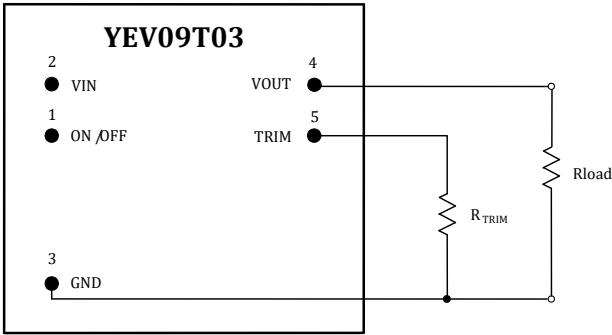 YEV09T03
2
VIN
4
VOUT
1
ON /OFF
5
TRIM
Rload
RTRIM
3
GND